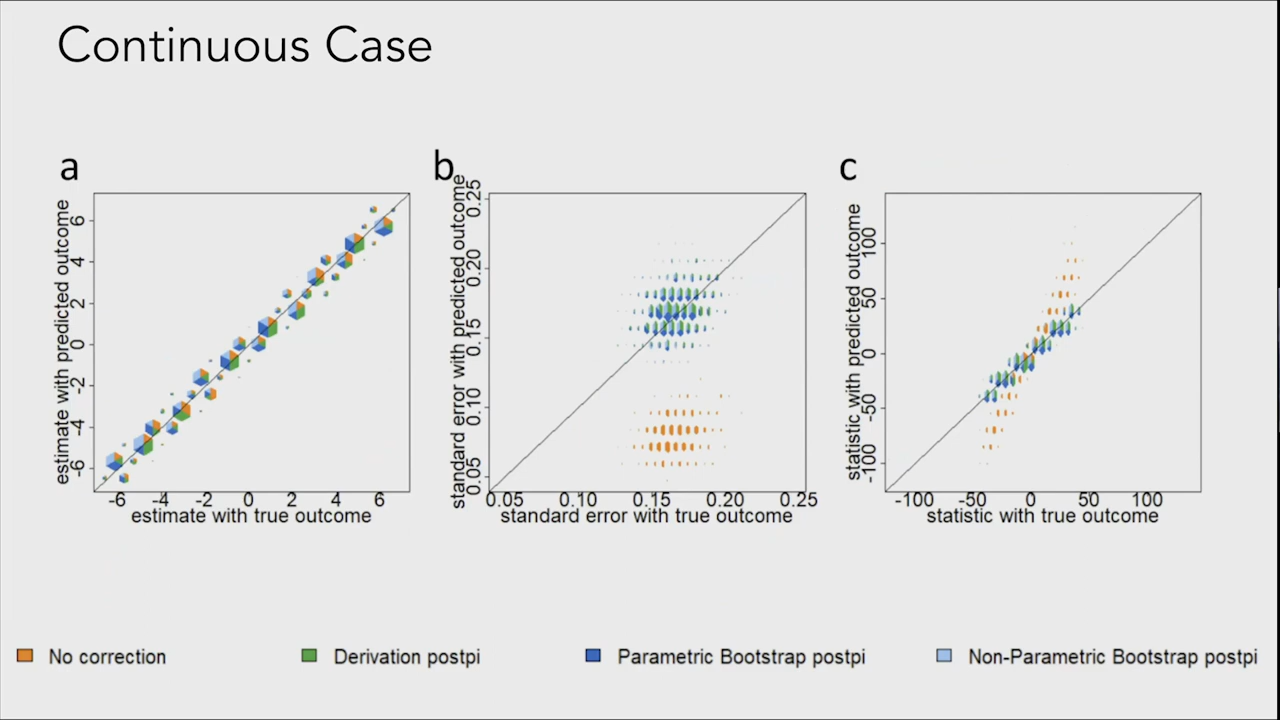 Continuous Case
a
b
c
estimate with predicted outcome
6
4
2
0
-2
-4
-6
-6 -4 -2 0 2 4 6
estimate with true outcome
standard error with predicted outcome
0.25
0.20
0.15
0.10
0.05
0.05 0.10 0.15 0.20 0.25
standard error with true outcome
statistic with predicted outcome
100
50
0
-50
-100
-100 -50 0 50 100
statistic with true outcome
No correction
Derivation postpi
Parametric Bootstrap postpi
Non-Parametric Bootstrap postpi